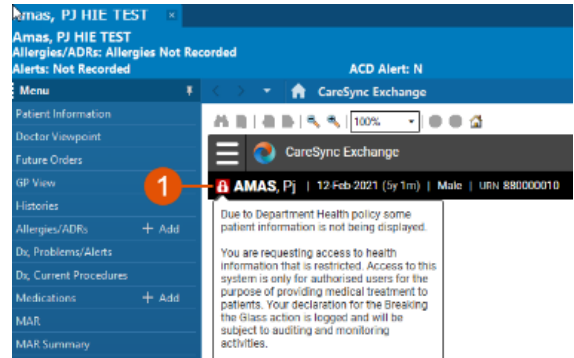 Amas, PJ HIE TEST ×
Amas, PJ HIE TEST
Allergies/ADRs: Allergies Not Recorded
Alerts: Not Recorded
ACD Alert: N
Menu
CareSync Exchange
100%
Patient Information
Doctor Viewpoint
Future Orders
GP View
Histories
Allergies/ADRs + Add
Dx, Problems/Alerts
Dx, Current Procedures
Medications + Add
MAR
MAR Summary
CareSync Exchange
1
AMAS, Pj | 12-Feb-2021 (5y 1m) | Male | URN 880000010
Due to Department Health policy some
patient information is not being displayed.
You are requesting access to health
information that is restricted. Access to this
system is only for authorised users for the
purpose of providing medical treatment to
patients. Your declaration for the Breaking
the Glass action is logged and will be
subject to auditing and monitoring
activities.